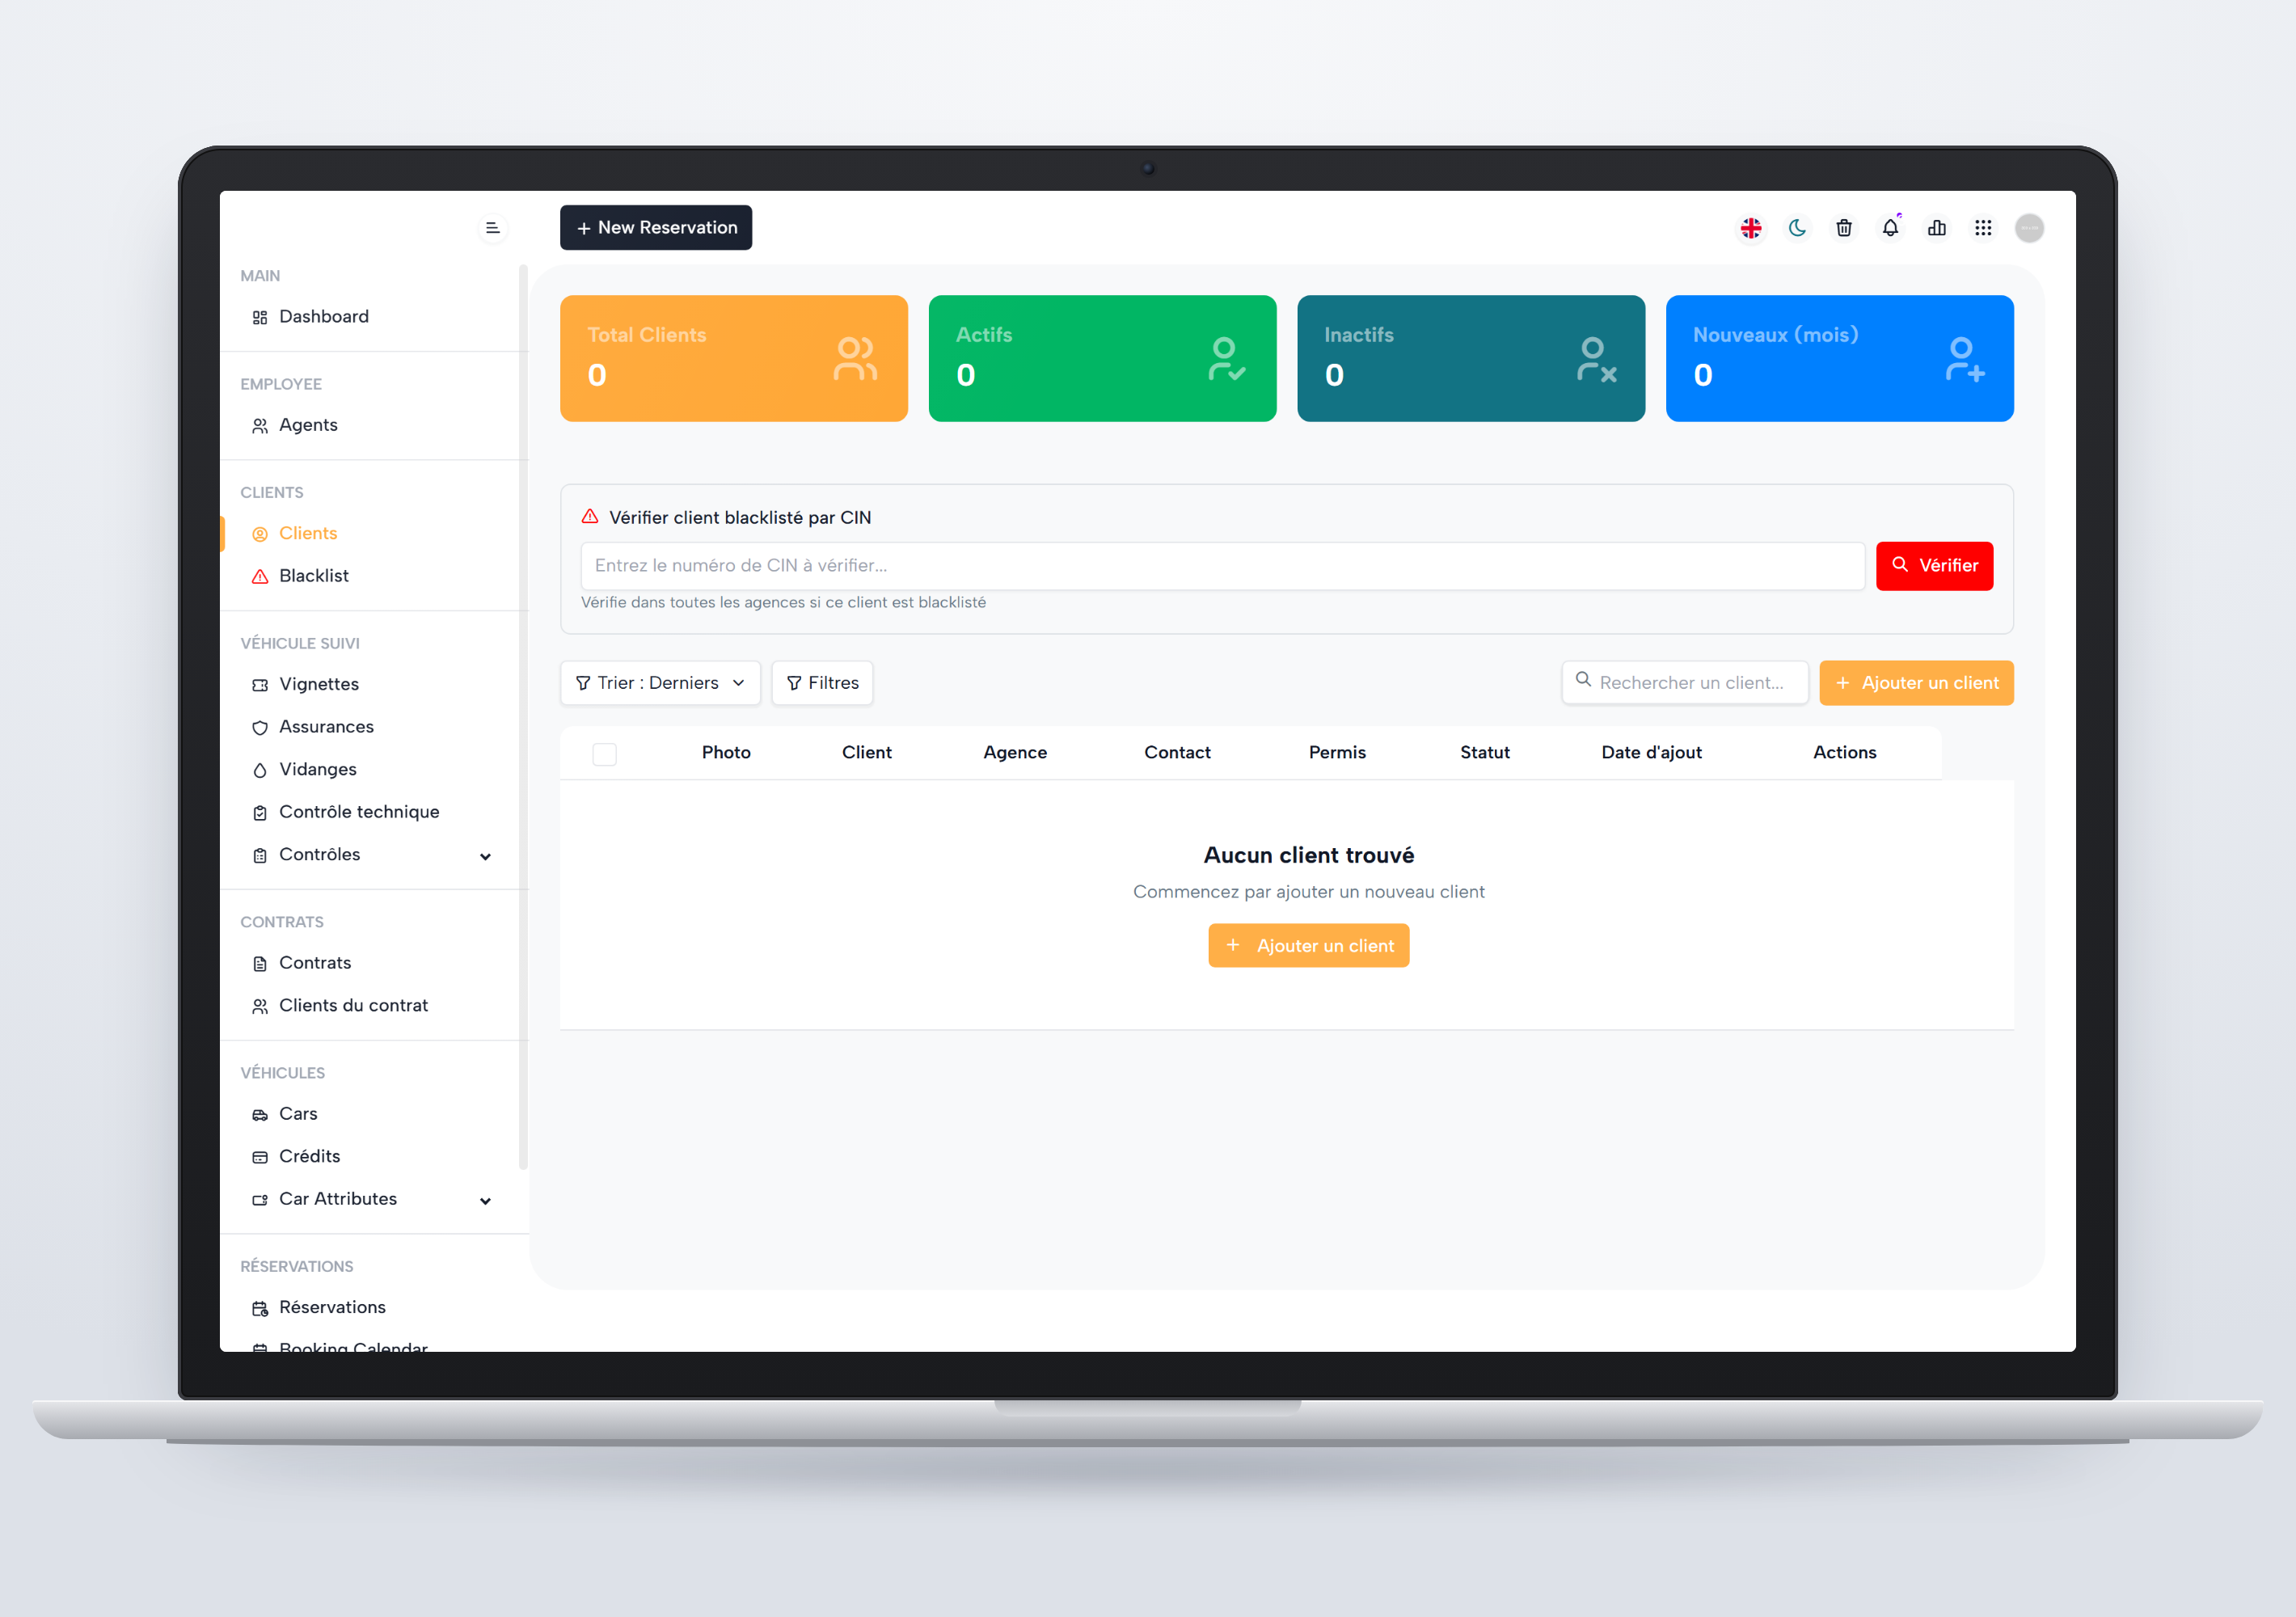 + New Reservation
MAIN
Dashboard
EMPLOYEE
Agents
CLIENTS
Clients
Blacklist
VÉHICULE SUIVI
Vignettes
Assurances
Vidanges
Contrôle technique
Contrôles
CONTRATS
Contrats
Clients du contrat
VÉHICULES
Cars
Crédits
Car Attributes
RÉSERVATIONS
Réservations
Booking Calendar
Total Clients
0
Actifs
0
Inactifs
0
Nouveaux (mois)
0
Vérifier client blacklisté par CIN
Entrez le numéro de CIN à vérifier...
Vérifier
Vérifie dans toutes les agences si ce client est blacklisté
Trier : Derniers
Filtres
Rechercher un client...
+ Ajouter un client
Photo Client Agence Contact Permis Statut Date d'ajout Actions
Aucun client trouvé
Commencez par ajouter un nouveau client
+ Ajouter un client